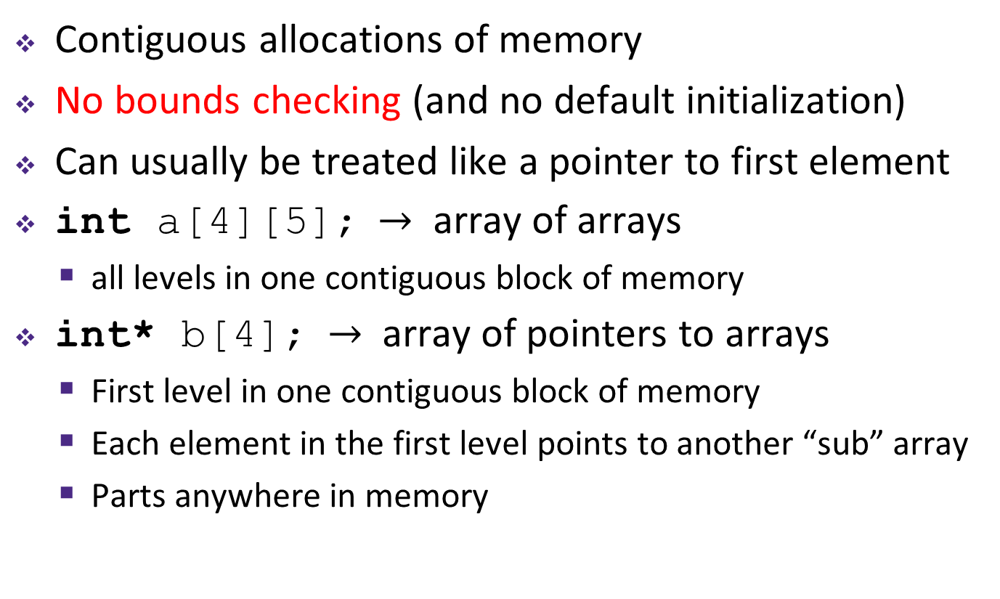 ❖ Contiguous allocations of memory
❖ No bounds checking (and no default initialization)
❖ Can usually be treated like a pointer to first element
❖ int a[4][5]; → array of arrays
▪ all levels in one contiguous block of memory
❖ int* b[4]; → array of pointers to arrays
▪ First level in one contiguous block of memory
▪ Each element in the first level points to another “sub” array
▪ Parts anywhere in memory